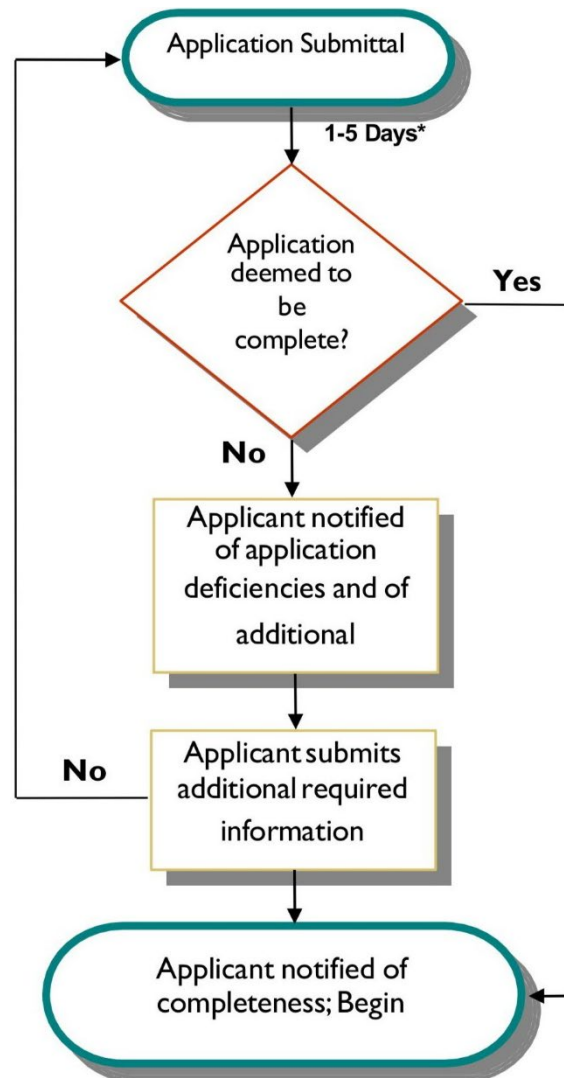 Application Submittal
1-5 Days*
Application
deemed to
be
complete?
Yes
No
Applicant notified
of application
deficiencies and of
additional
Applicant submits
additional required
information
No
Applicant notified of
completeness; Begin